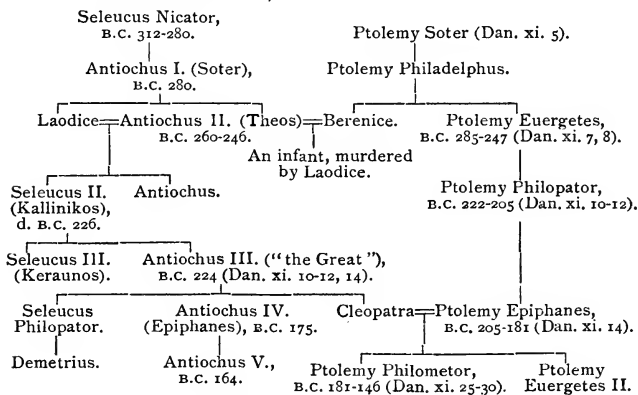 Seleucus Nicator,
B.C. 312-280.
Ptolemy Soter (Dan. xi. 5).
Antiochus I. (Soter),
B.C. 280.
Ptolemy Philadelphus.
Laodice = Antiochus II. (Theos) = Berenice.
B.C. 260-246.
Ptolemy Euergetes,
B.C. 285-247 (Dan. xi. 7, 8).
An infant, murdered
by Laodice.
Seleucus II.
(Kallinikos),
d. B.C. 226.
Antiochus.
Ptolemy Philopator,
B.C. 222-205 (Dan. xi. 10-12).
Seleucus III.
(Keraunos).
Antiochus III. ("the Great"),
B.C. 224 (Dan. xi. 10-12, 14).
Seleucus
Philopator.
Antiochus IV.
(Epiphanes), B.C. 175.
Cleopatra = Ptolemy Epiphanes,
B.C. 205-181 (Dan. xi. 14).
Demetrius.
Antiochus V.,
B.C. 164.
Ptolemy Philometor,
B.C. 181-146 (Dan. xi. 25-30).
Ptolemy
Euergetes II.